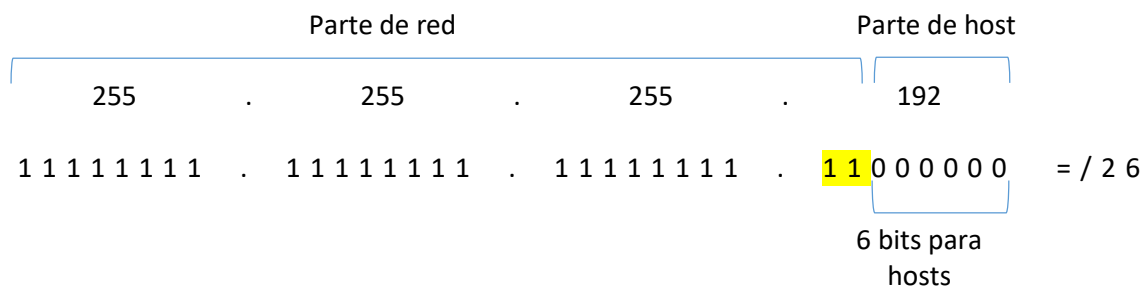 Parte de red Parte de host
255 . 255 . 255 . 192
1 1 1 1 1 1 1 1 . 1 1 1 1 1 1 1 1 . 1 1 1 1 1 1 1 1 . 1 1 0 0 0 0 0 0 = / 2 6
6 bits para
hosts